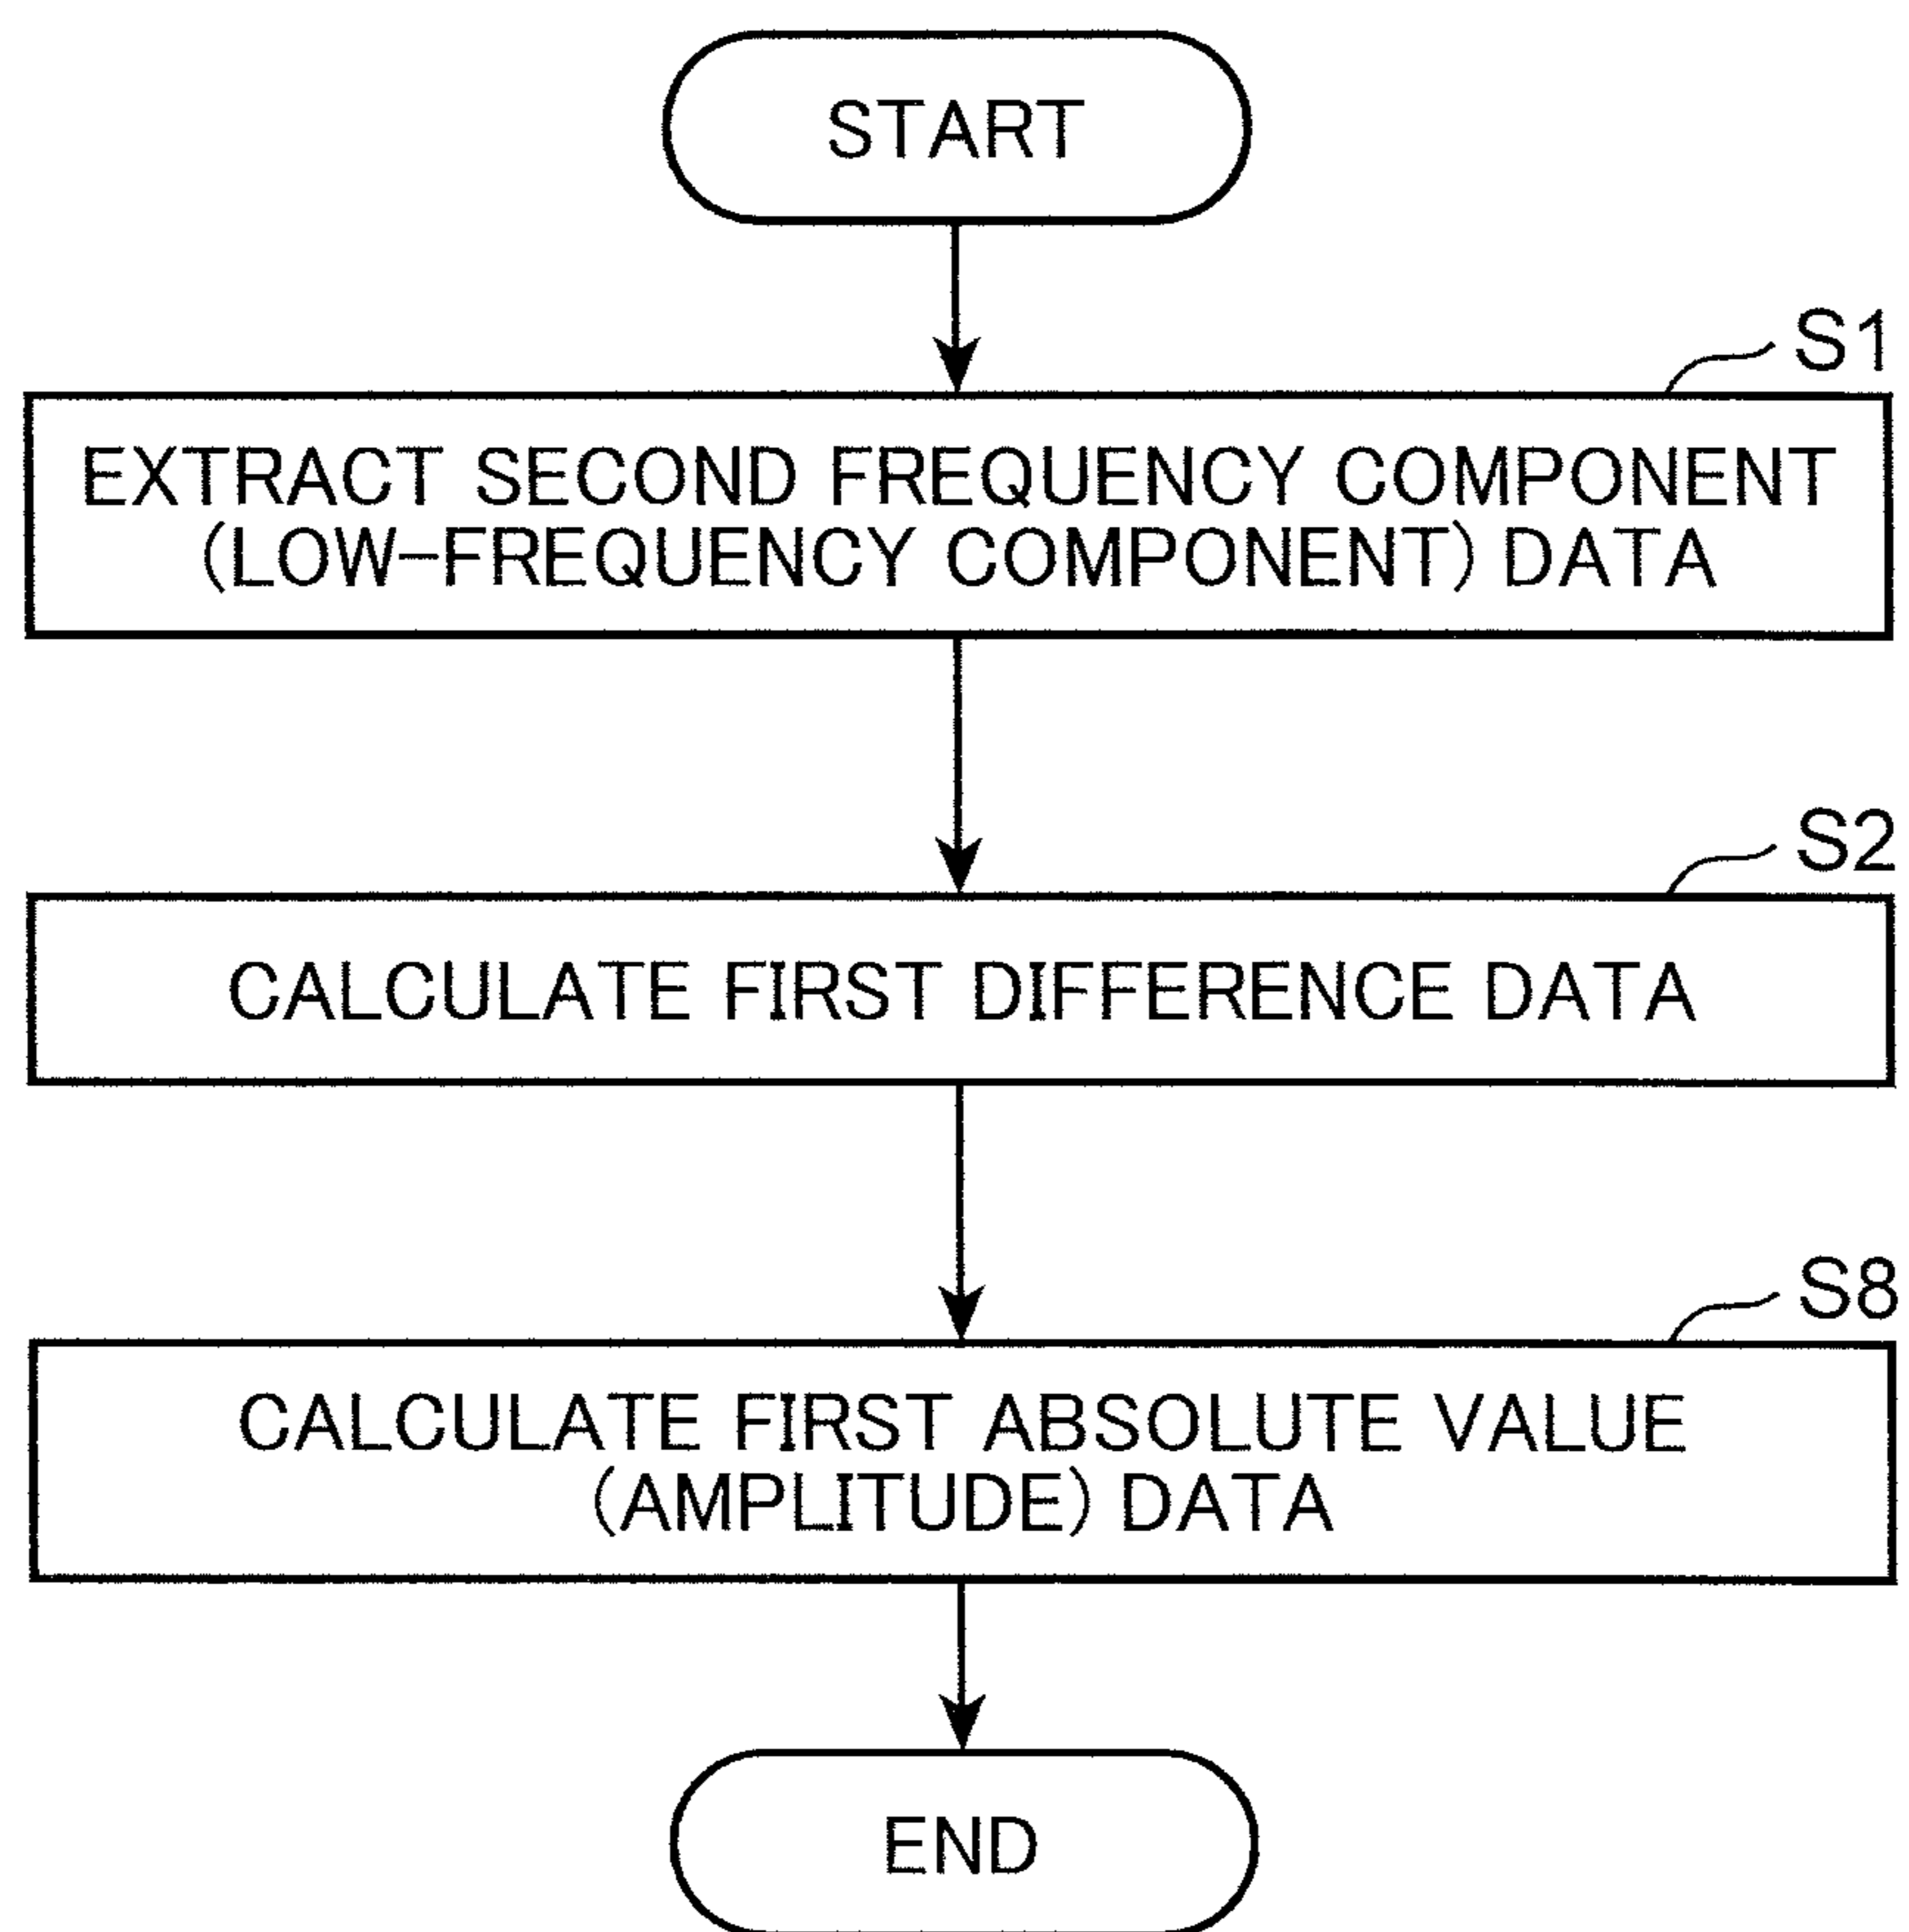 START
S1
EXTRACT SECOND FREQUENCY COMPONENT
(LOW-FREQUENCY COMPONENT) DATA
S2
CALCULATE FIRST DIFFERENCE DATA
S8
CALCULATE FIRST ABSOLUTE VALUE
(AMPLITUDE) DATA
END